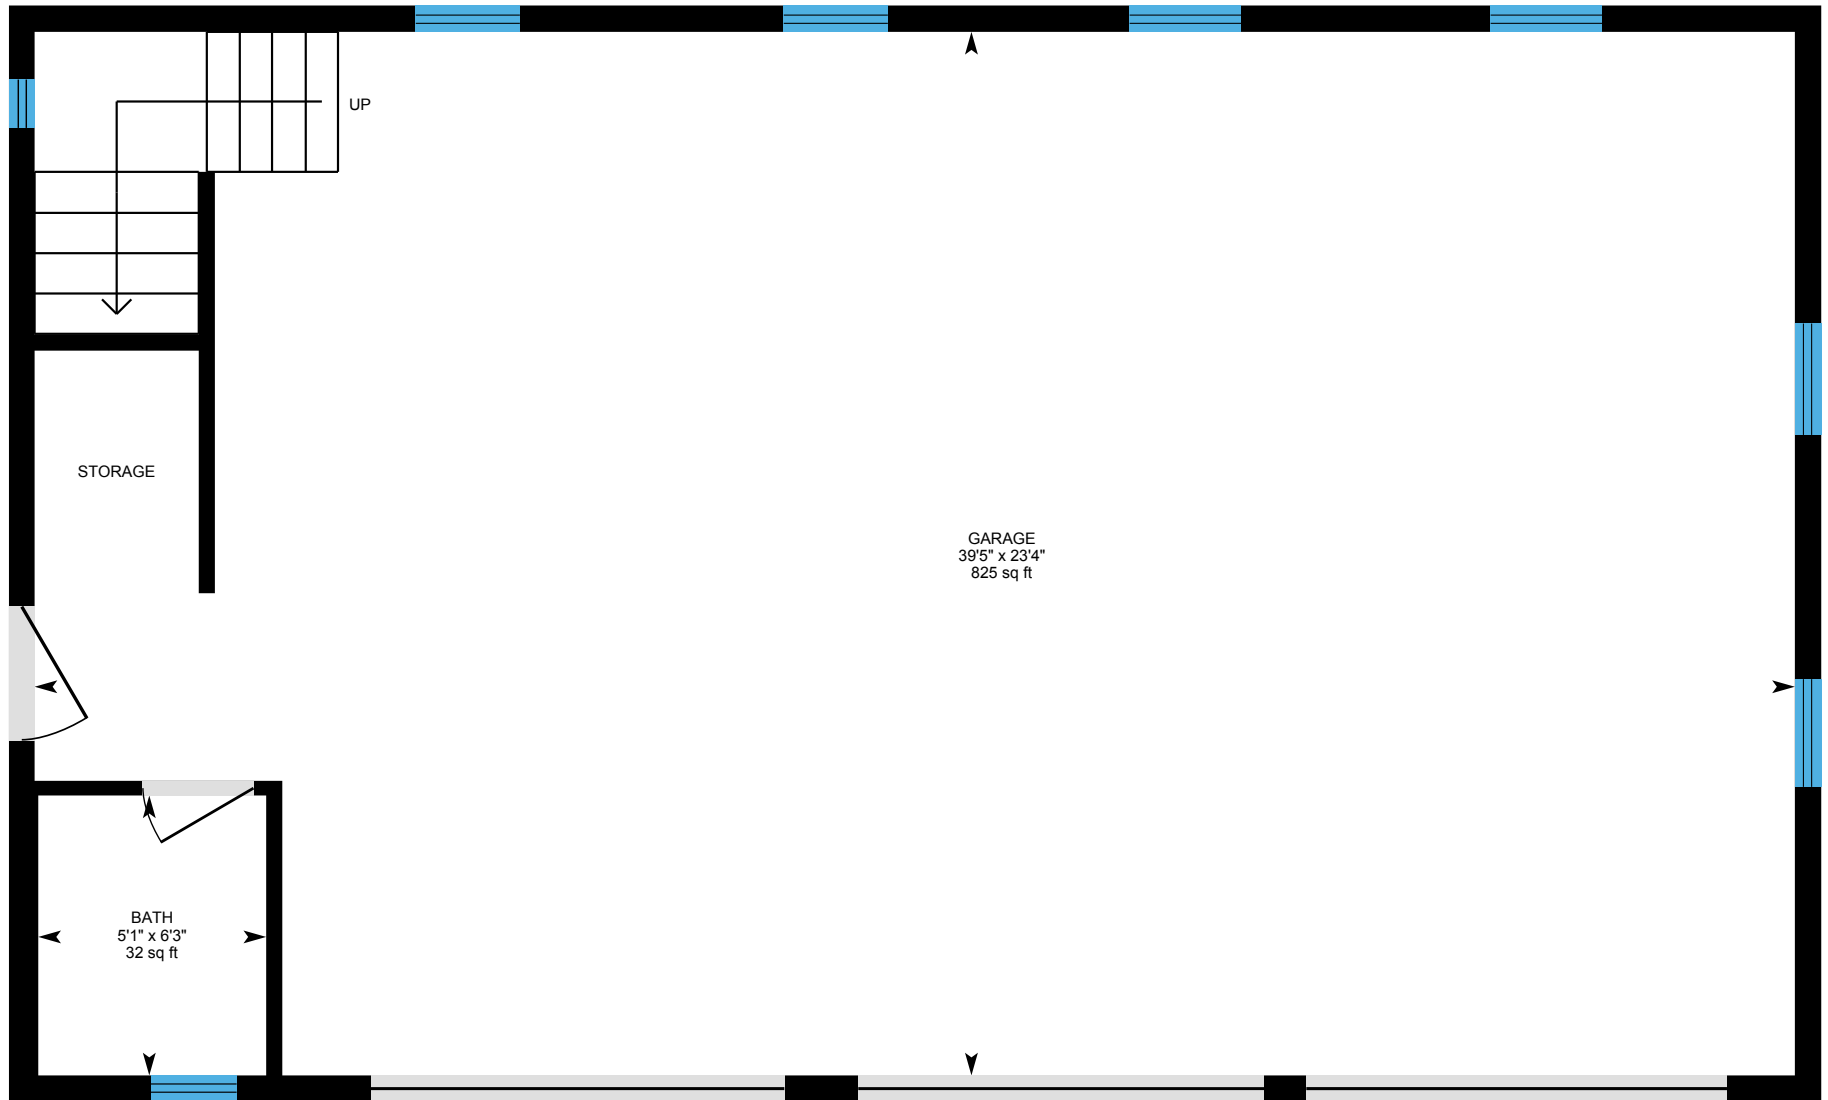 UP
STORAGE
GARAGE
39'5" x 23'4"
825 sq ft
BATH
5'1" x 6'3"
32 sq ft